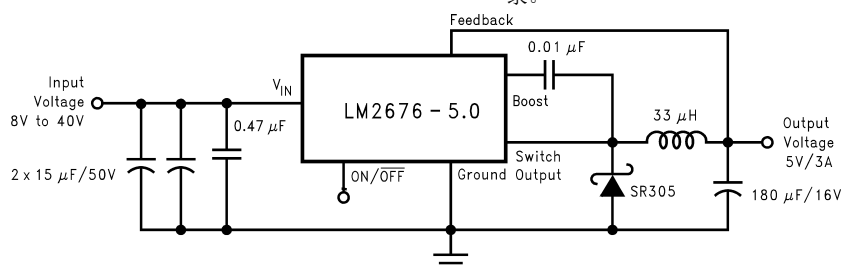 求。
Feedback
0.01 μF
Input
Voltage
8V to 40V
V_IN
LM2676 - 5.0
Boost
33 μH
Output
Voltage
5V/3A
0.47 μF
2 x 15 μF/50V
ON/O̅F̅F̅
Ground
Switch
Output
SR305
180 μF/16V